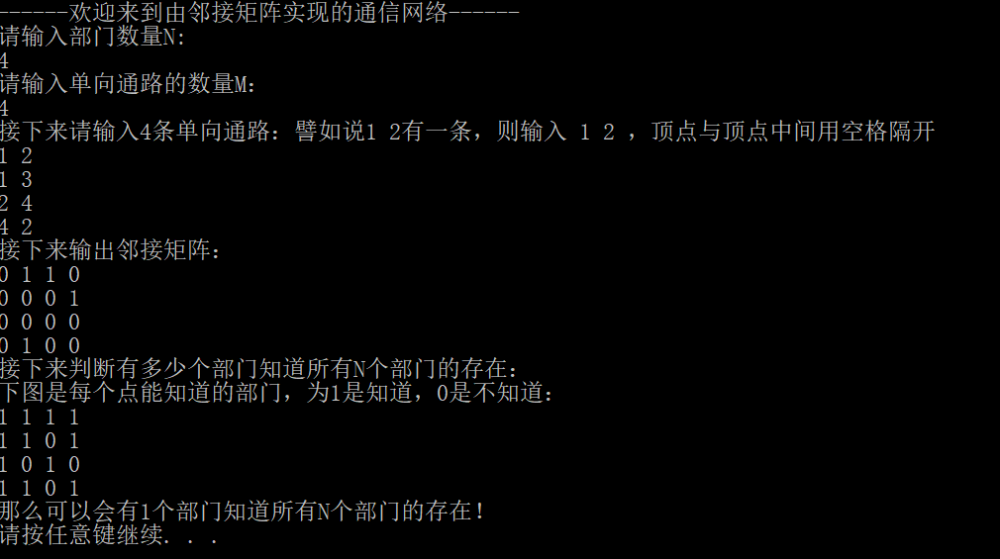 ------欢迎来到由邻接矩阵实现的通信网络------
请输入部门数量N:
4
请输入单向通路的数量M:
4
接下来请输入4条单向通路: 譬如说1 2有一条，则输入 1 2 ，顶点与顶点中间用空格隔开
1 2
1 3
2 4
4 2
接下来输出邻接矩阵:
0 1 1 0
0 0 0 1
0 0 0 0
0 1 0 0
接下来判断有多少个部门知道所有N个部门的存在:
下图是每个点能知道的部门，为1是知道，0是不知道:
1 1 1 1
1 1 0 1
1 0 1 0
1 1 0 1
那么可以会有1个部门知道所有N个部门的存在!
请按任意键继续. . .